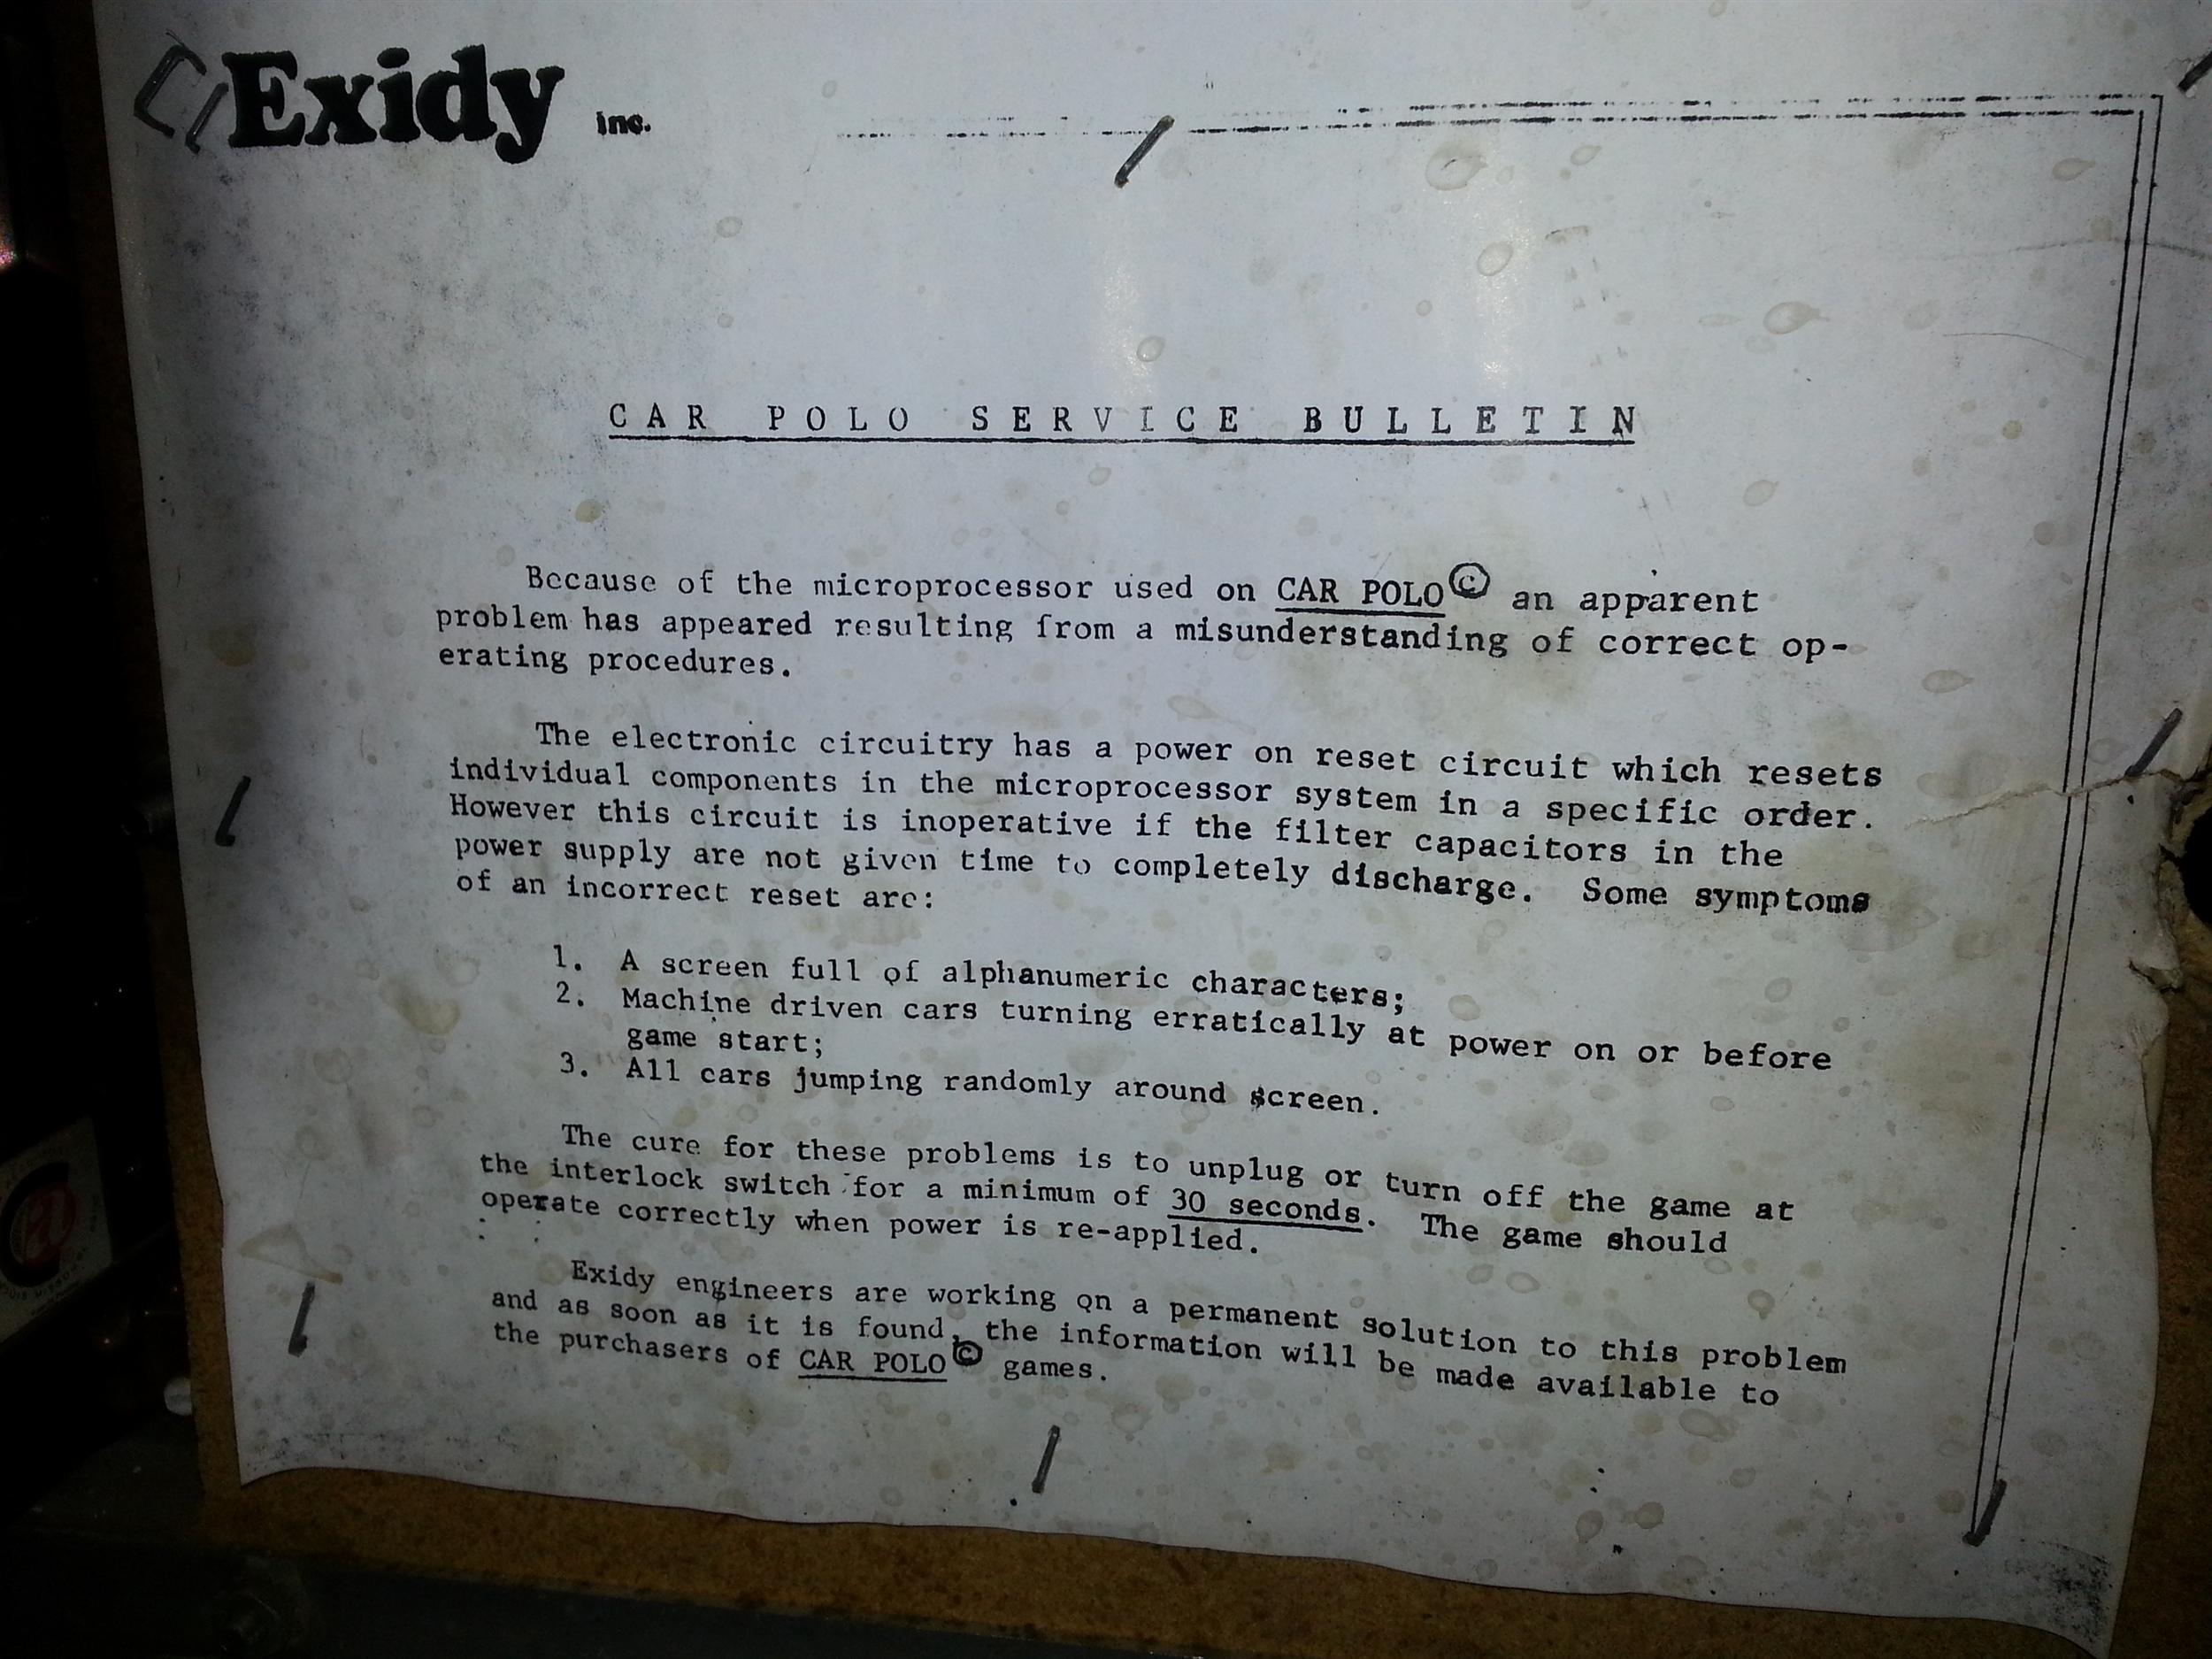 Exidy inc.
CAR POLO SERVICE BULLETIN
Because of the microprocessor used on CAR POLO© an apparent
problem has appeared resulting from a misunderstanding of correct op-
erating procedures.
The electronic circuitry has a power on reset circuit which resets
individual components in the microprocessor system in a specific order.
However this circuit is inoperative if the filter capacitors in the
power supply are not given time to completely discharge. Some symptoms
of an incorrect reset are:
1. A screen full of alphanumeric characters;
2. Machine driven cars turning erratically at power on or before
game start;
3. All cars jumping randomly around screen.
The cure for these problems is to unplug or turn off the game at
the interlock switch for a minimum of 30 seconds. The game should
operate correctly when power is re-applied.
Exidy engineers are working on a permanent solution to this problem
and as soon as it is found, the information will be made available to
the purchasers of CAR POLO© games.